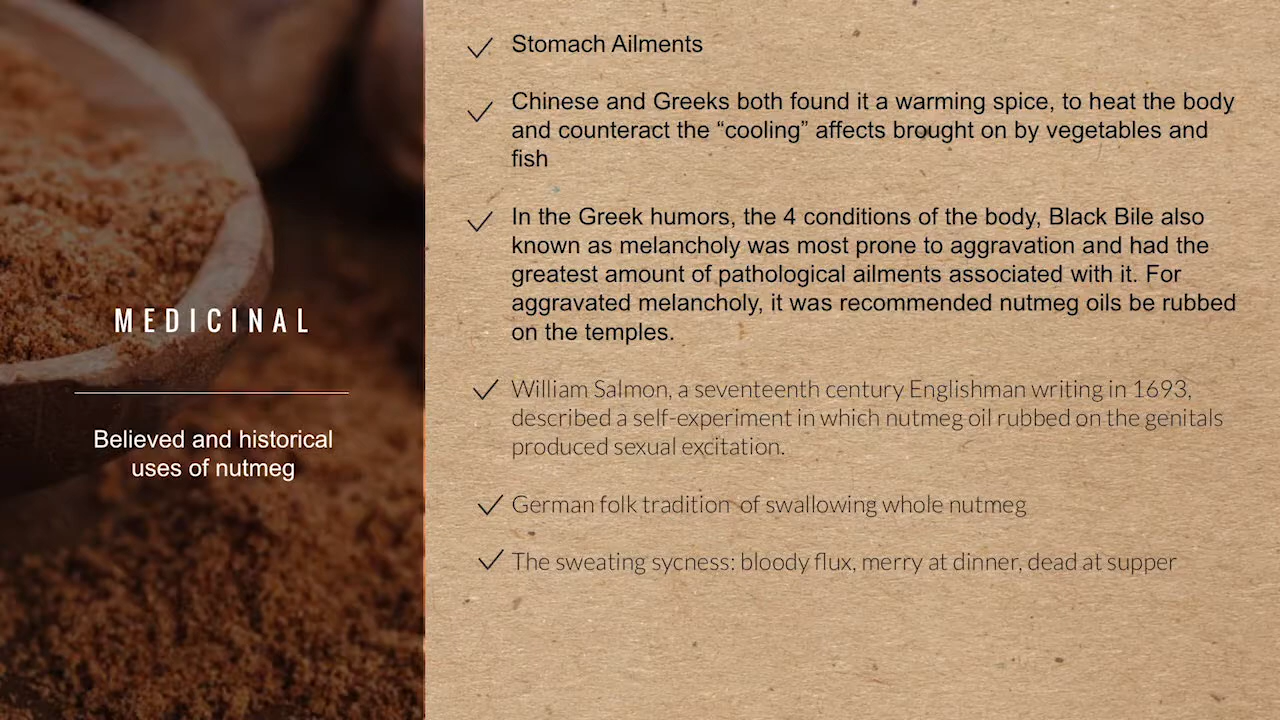 MEDICINAL
Believed and historical
uses of nutmeg
Stomach Ailments
Chinese and Greeks both found it a warming spice, to heat the body
and counteract the “cooling” affects brought on by vegetables and
fish
In the Greek humors, the 4 conditions of the body, Black Bile also
known as melancholy was most prone to aggravation and had the
greatest amount of pathological ailments associated with it. For
aggravated melancholy, it was recommended nutmeg oils be rubbed
on the temples.
William Salmon, a seventeenth century Englishman writing in 1693,
described a self-experiment in which nutmeg oil rubbed on the genitals
produced sexual excitation.
German folk tradition of swallowing whole nutmeg
The sweating sycness: bloody flux, merry at dinner, dead at supper